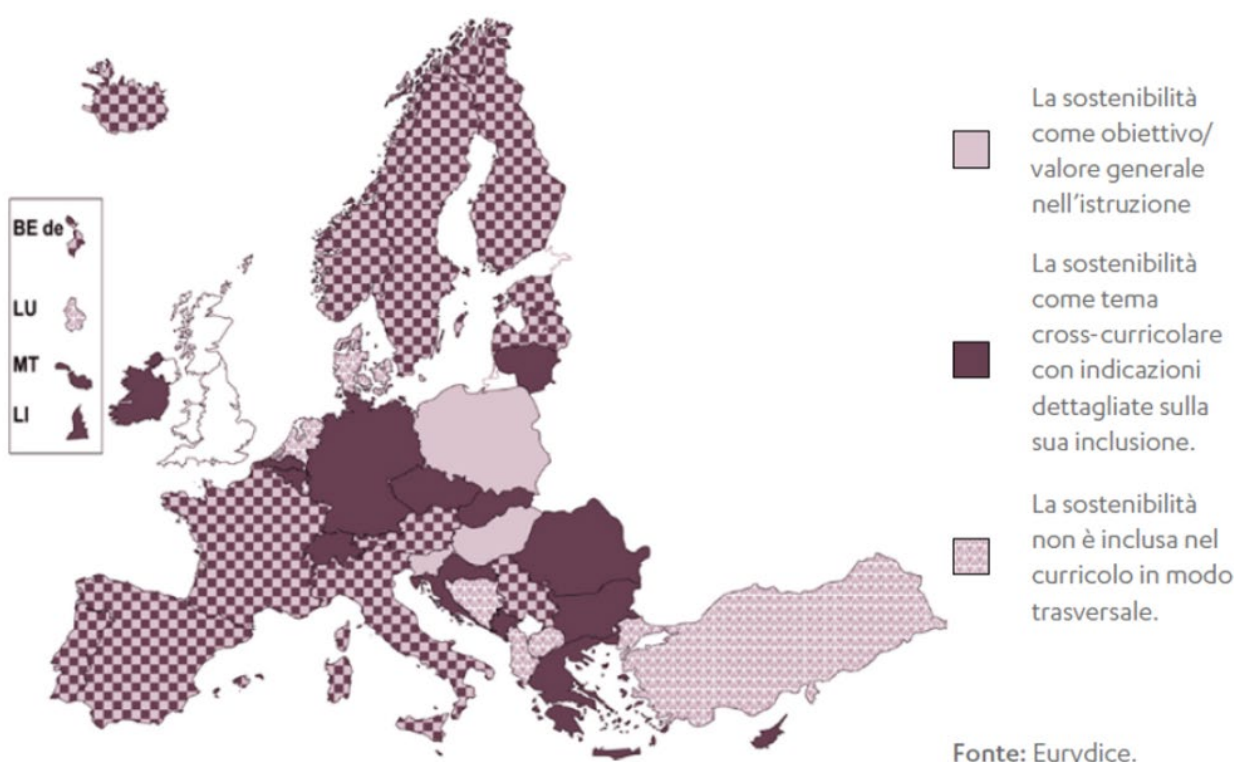 BE de
LU
MT
LI
La sostenibilità
come obiettivo/
valore generale
nell'istruzione
La sostenibilità
come tema
cross-curricolare
con indicazioni
dettagliate sulla
sua inclusione.
La sostenibilità
non è inclusa nel
curricolo in modo
trasversale.
Fonte: Eurydice.